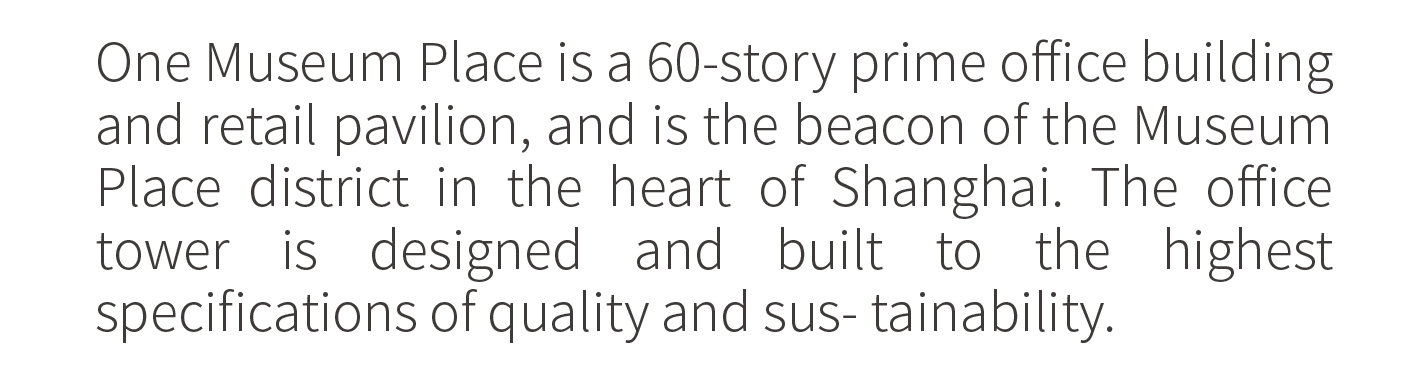 One Museum Place is a 60-story prime office building
and retail pavilion, and is the beacon of the Museum
Place district in the heart of Shanghai. The office
tower is designed and built to the highest
specifications of quality and sus- tainability.